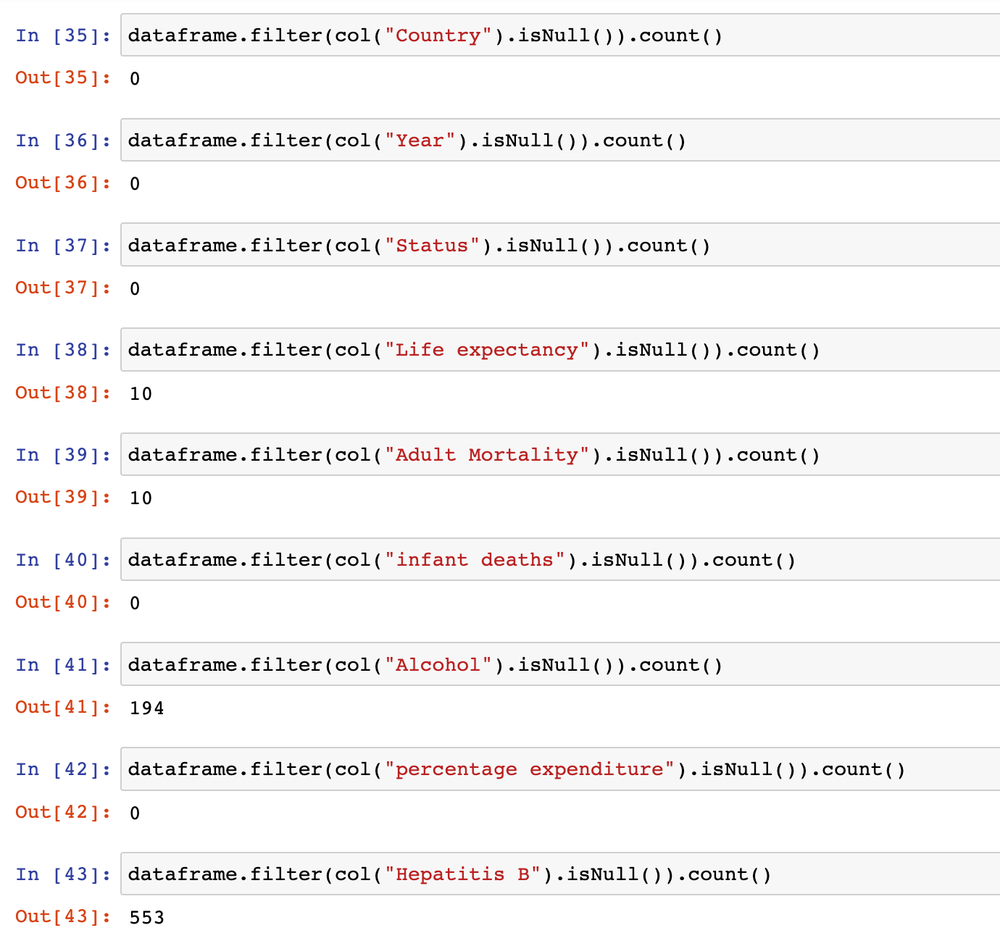 In [35]: dataframe.filter(col("Country").isNull()).count()
Out[35]: 0
In [36]: dataframe.filter(col("Year").isNull()).count()
Out[36]: 0
In [37]: dataframe.filter(col("Status").isNull()).count()
Out[37]: 0
In [38]: dataframe.filter(col("Life expectancy").isNull()).count()
Out[38]: 10
In [39]: dataframe.filter(col("Adult Mortality").isNull()).count()
Out[39]: 10
In [40]: dataframe.filter(col("infant deaths").isNull()).count()
Out[40]: 0
In [41]: dataframe.filter(col("Alcohol").isNull()).count()
Out[41]: 194
In [42]: dataframe.filter(col("percentage expenditure").isNull()).count()
Out[42]: 0
In [43]: dataframe.filter(col("Hepatitis B").isNull()).count()
Out[43]: 553